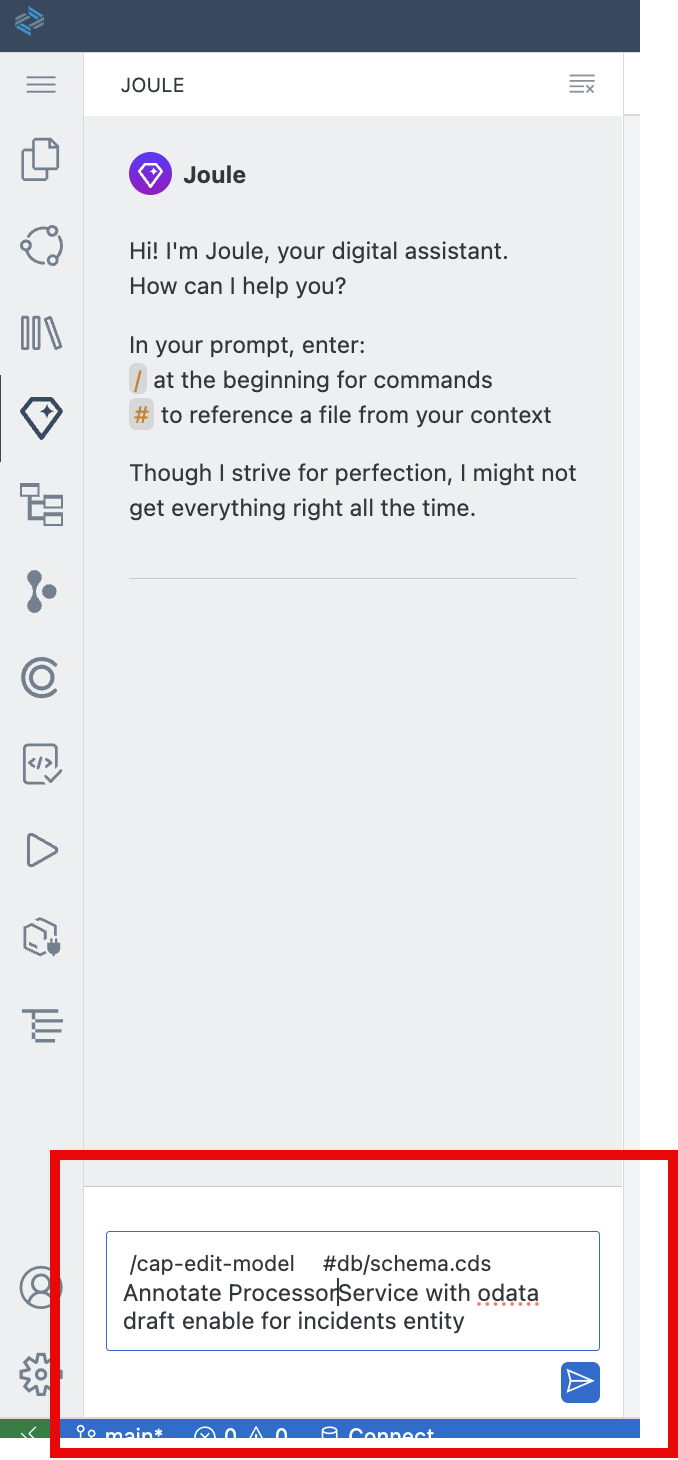 JOULE
Joule
Hi! I'm Joule, your digital assistant.
How can I help you?
In your prompt, enter:
/ at the beginning for commands
# to reference a file from your context
Though I strive for perfection, I might not
get everything right all the time.
/cap-edit-model #db/schema.cds
Annotate ProcessorService with odata
draft enable for incidents entity
main* 0 0 Connect